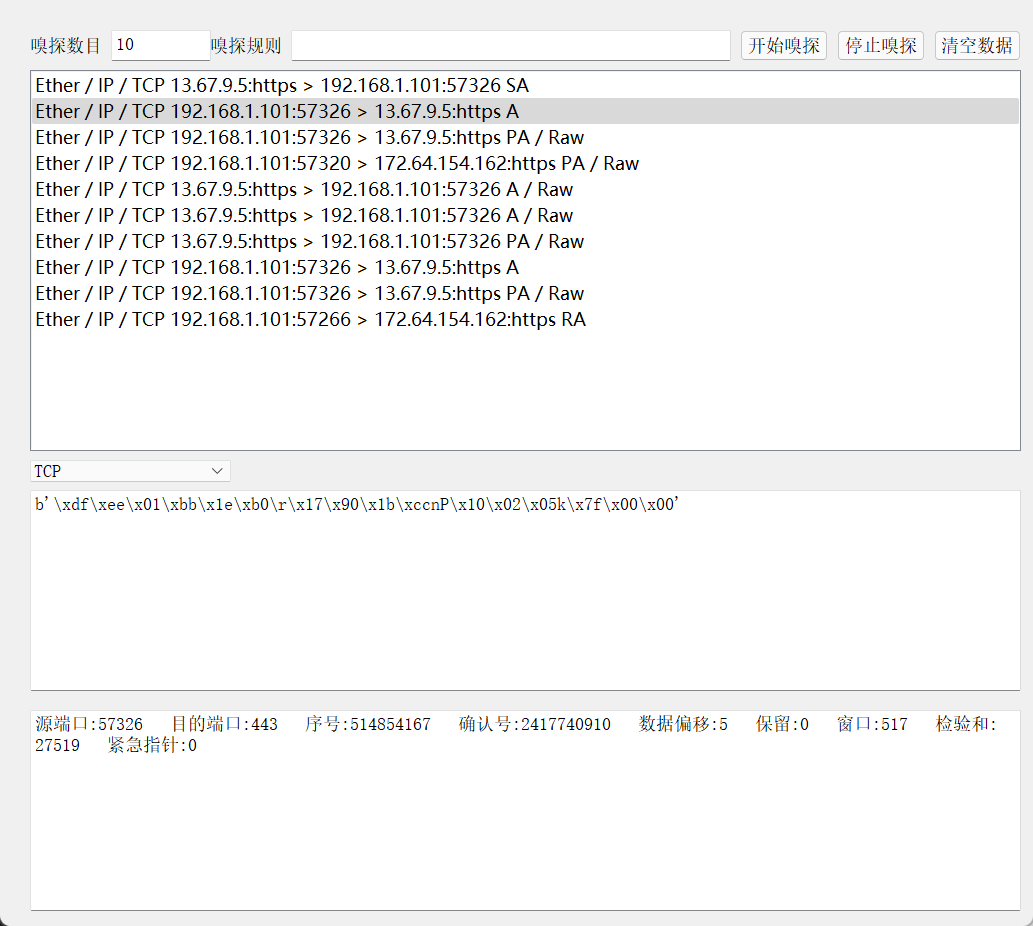 嗅探数目 10 嗅探规则 开始嗅探 停止嗅探 清空数据
Ether / IP / TCP 13.67.9.5:https > 192.168.1.101:57326 SA
Ether / IP / TCP 192.168.1.101:57326 > 13.67.9.5:https A
Ether / IP / TCP 192.168.1.101:57326 > 13.67.9.5:https PA / Raw
Ether / IP / TCP 192.168.1.101:57320 > 172.64.154.162:https PA / Raw
Ether / IP / TCP 13.67.9.5:https > 192.168.1.101:57326 A / Raw
Ether / IP / TCP 13.67.9.5:https > 192.168.1.101:57326 A / Raw
Ether / IP / TCP 13.67.9.5:https > 192.168.1.101:57326 PA / Raw
Ether / IP / TCP 192.168.1.101:57326 > 13.67.9.5:https A
Ether / IP / TCP 192.168.1.101:57326 > 13.67.9.5:https PA / Raw
Ether / IP / TCP 192.168.1.101:57266 > 172.64.154.162:https RA
TCP
b'\xdf\xee\x01\xbb\x1e\xb0\r\x17\x90\x1b\xccnP\x10\x02\x05k\x7f\x00\x00'
源端口:57326 目的端口:443 序号:514854167 确认号:2417740910 数据偏移:5 保留:0 窗口:517 检验和:
27519 紧急指针:0